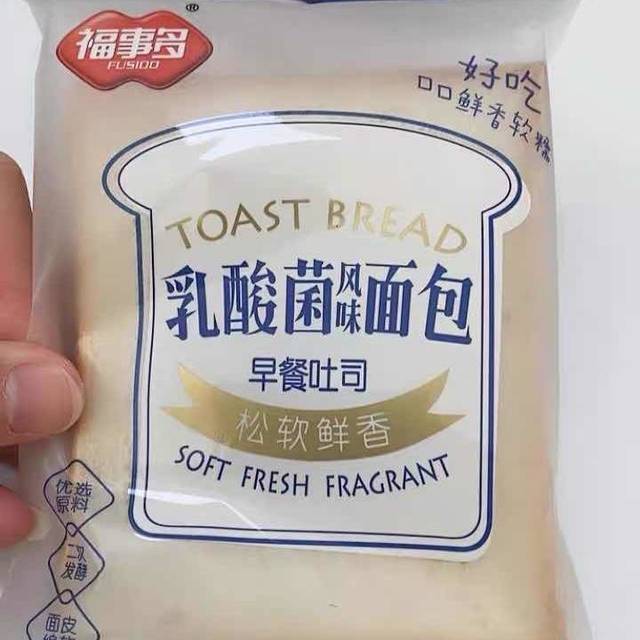 福事多®
FUSIDO
好吃
口口鲜香软糯
TOAST BREAD
乳酸菌风味面包
早餐吐司
松软鲜香
SOFT FRESH FRAGRANT
优选
原料
二次
发酵
面皮